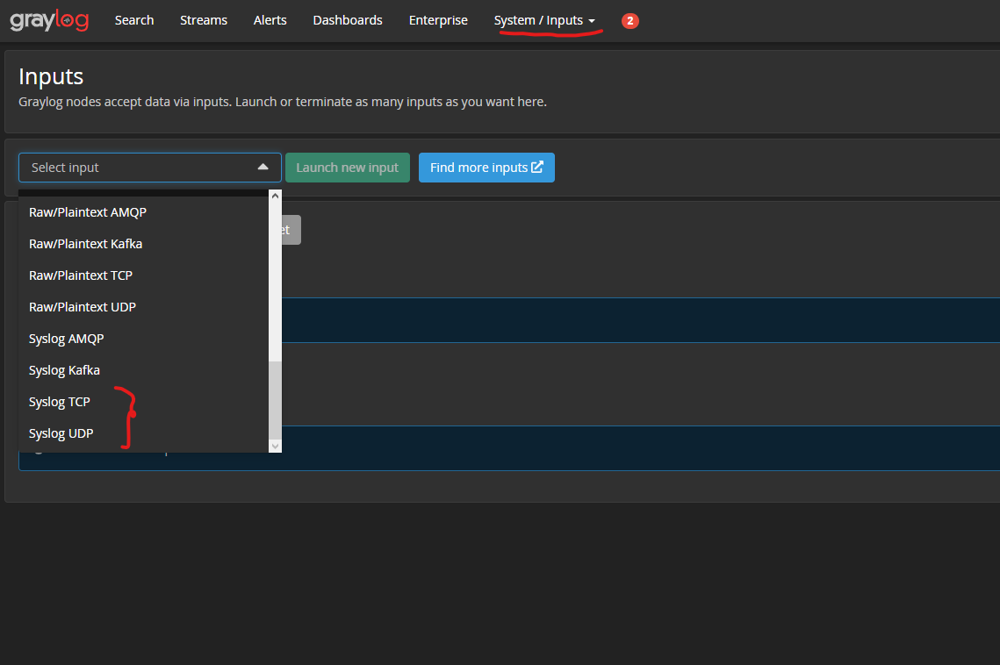 graylog Search Streams Alerts Dashboards Enterprise System / Inputs 2
Inputs
Graylog nodes accept data via inputs. Launch or terminate as many inputs as you want here.
Select input Launch new input Find more inputs
Raw/Plaintext AMQP
Raw/Plaintext Kafka
Raw/Plaintext TCP
Raw/Plaintext UDP
Syslog AMQP
Syslog Kafka
Syslog TCP
Syslog UDP